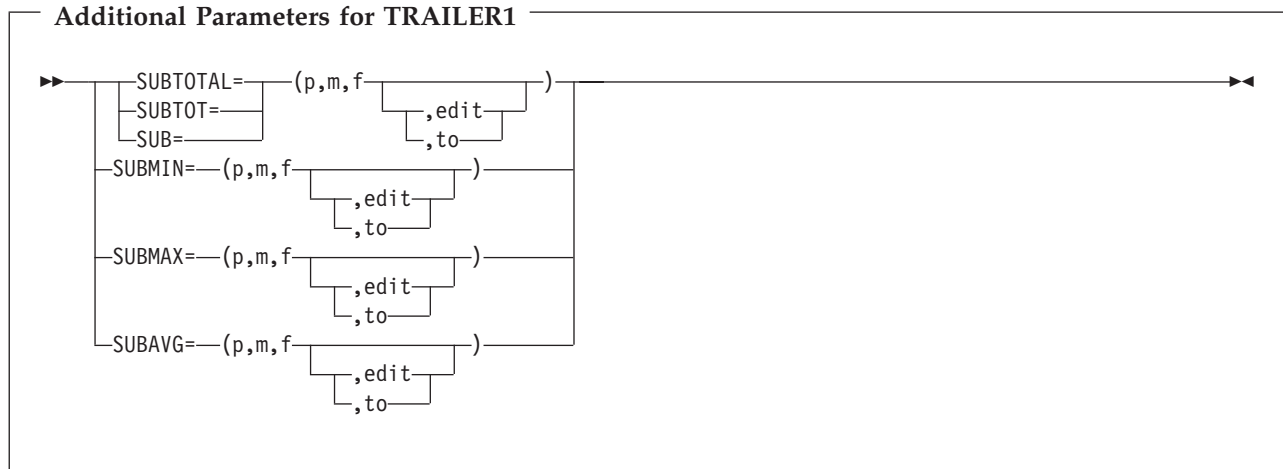 Additional Parameters for TRAILER1
SUBTOTAL= (p,m,f )
SUBTOT= ,edit
SUB= ,to
SUBMIN= (p,m,f )
,edit
,to
SUBMAX= (p,m,f )
,edit
,to
SUBAVG= (p,m,f )
,edit
,to